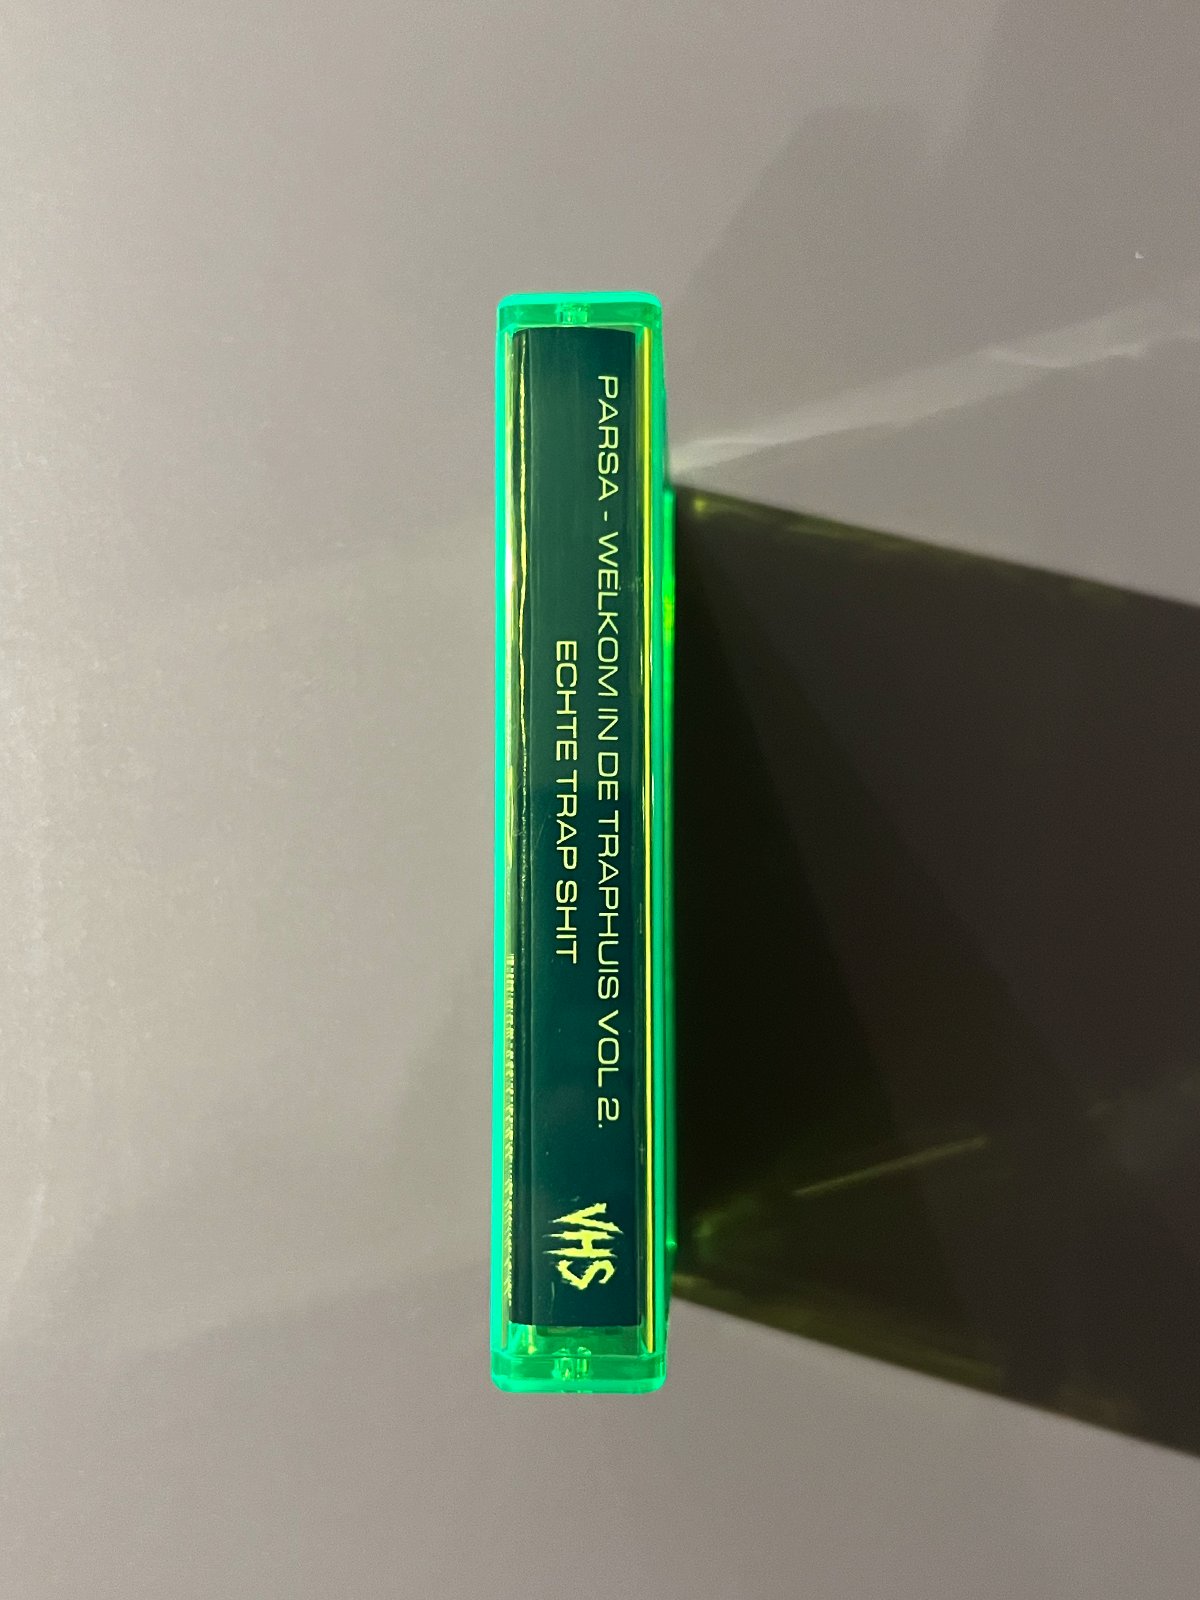 PARSA - WELKOM IN DE TRAPHUIS VOL 2.
ECHTE TRAP SHIT
VHS